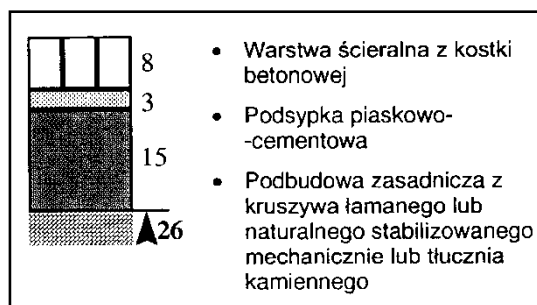 8
3
15
26
• Warstwa ścieralna z kostki
betonowej
• Podsypka piaskowo-
-cementowa
• Podbudowa zasadnicza z
kruszywa łamanego lub
naturalnego stabilizowanego
mechanicznie lub tłucznia
kamiennego